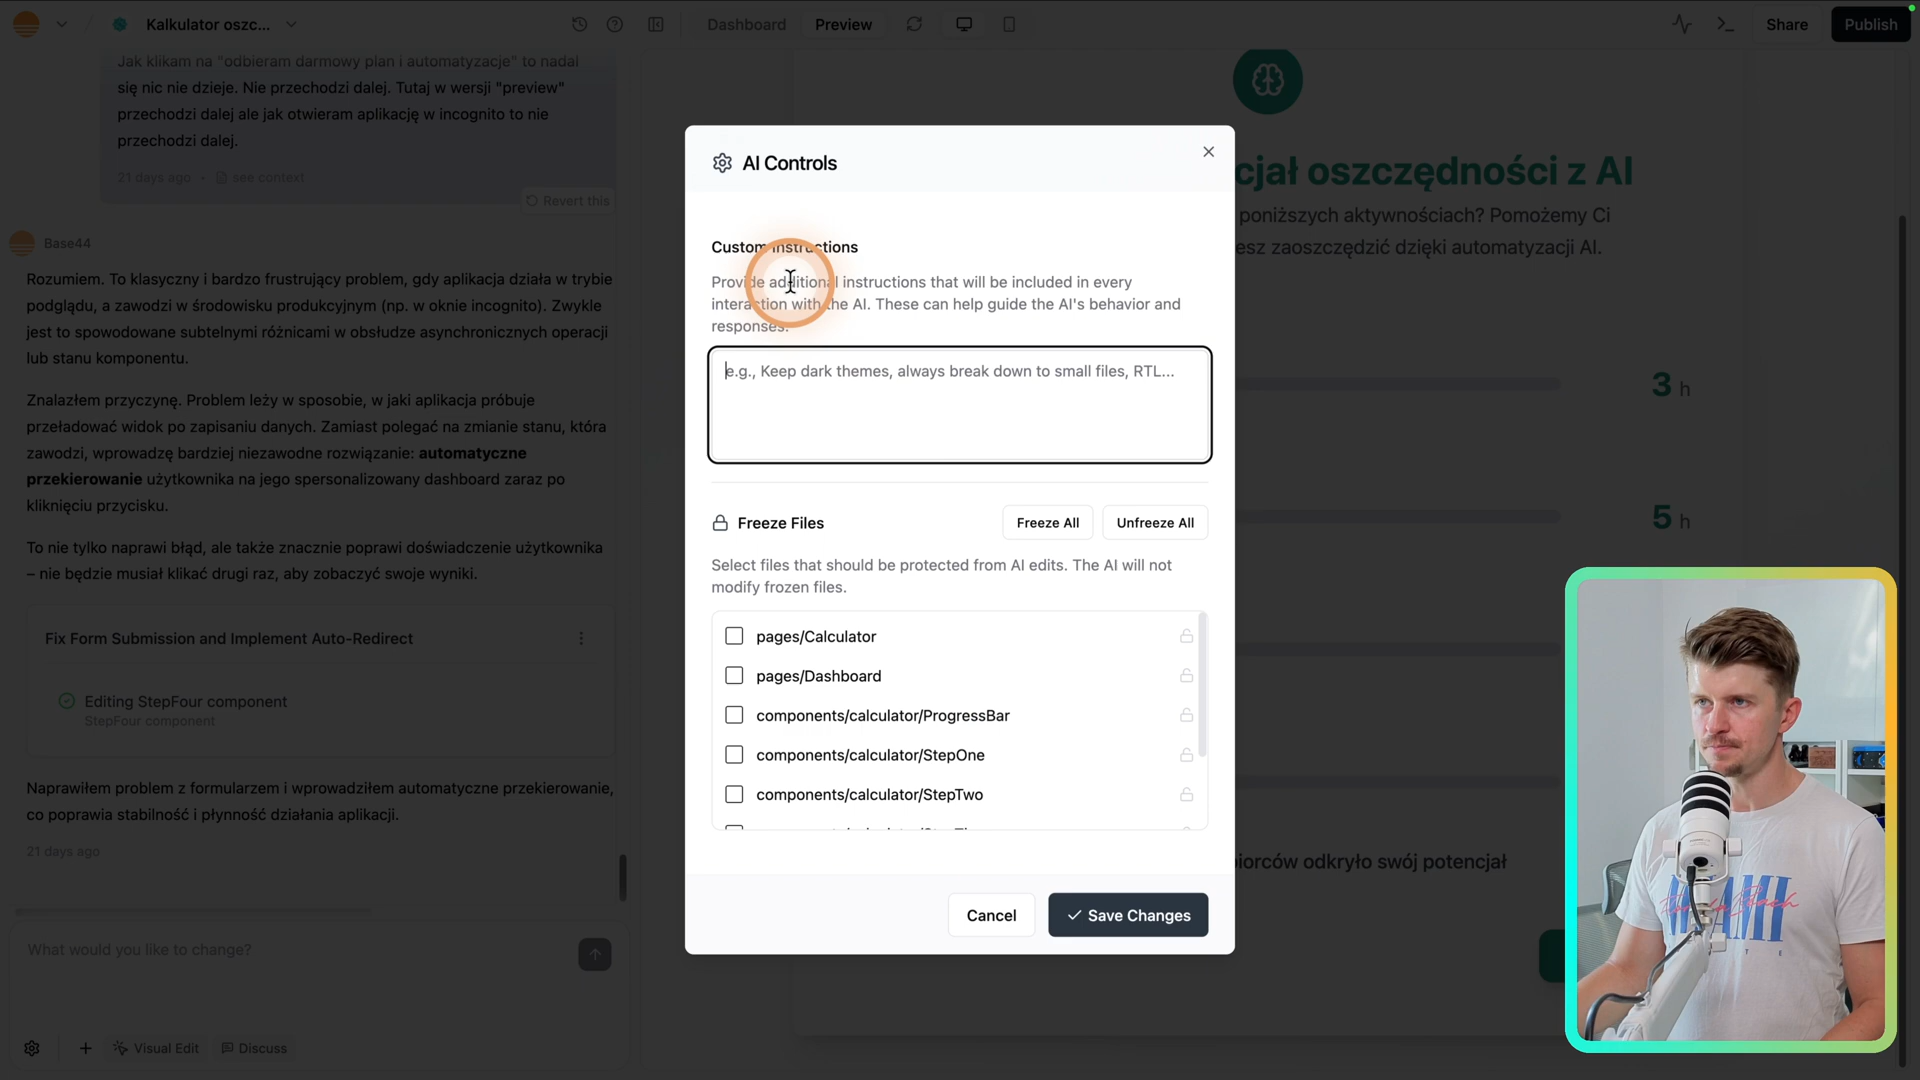 Kalkulator oszc...
Dashboard
Preview
Share
Publish
Jak klikam na "odbieram darmowy plan i automatyzacje" to nadal
się nic nie dzieje. Nie przechodzi dalej. Tutaj w wersji "preview"
przechodzi dalej ale jak otwieram aplikację w incognito to nie
przechodzi dalej.
21 days ago • see context
Revert this
Base44
Rozumiem. To klasyczny i bardzo frustrujący problem, gdy aplikacja działa w trybie
podglądu, a zawodzi w środowisku produkcyjnym (np. w oknie incognito). Zwykle
jest to spowodowane subtelnymi różnicami w obsłudze asynchronicznych operacji
lub stanu komponentu.
Znalazłem przyczynę. Problem leży w sposobie, w jaki aplikacja próbuje
przeładować widok po zapisaniu danych. Zamiast polegać na zmianie stanu, która
zawodzi, wprowadzę bardziej niezawodne rozwiązanie: automatyczne
przekierowanie użytkownika na jego spersonalizowany dashboard zaraz po
kliknięciu przycisku.
To nie tylko naprawi błąd, ale także znacznie poprawi doświadczenie użytkownika
– nie będzie musiał klikać drugi raz, aby zobaczyć swoje wyniki.
Fix Form Submission and Implement Auto-Redirect
Editing StepFour component
StepFour component
Naprawiłem problem z formularzem i wprowadziłem automatyczne przekierowanie,
co poprawia stabilność i płynność działania aplikacji.
21 days ago
What would you like to change?
Visual Edit
Discuss
AI Controls
Custom Instructions
Provide additional instructions that will be included in every
interaction with the AI. These can help guide the AI's behavior and
responses.
e.g., Keep dark themes, always break down to small files, RTL...
Freeze Files
Freeze All
Unfreeze All
Select files that should be protected from AI edits. The AI will not
modify frozen files.
pages/Calculator
pages/Dashboard
components/calculator/ProgressBar
components/calculator/StepOne
components/calculator/StepTwo
Cancel
Save Changes
cjał oszczędności z AI
poniższych aktywnościach? Pomożemy Ci
esz zaoszczędzić dzięki automatyzacji AI.
3 h
5 h
biorców odkryło swój potencjał